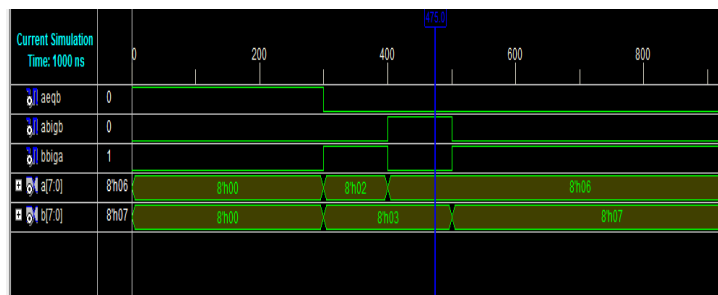 475.0
Current Simulation
Time: 1000 ns
0 200 400 600 800
aeqb 0
abigb 0
bbiga 1
a[7:0] 8'h06 8'h00 8'h02 8'h06
b[7:0] 8'h07 8'h00 8'h03 8'h07